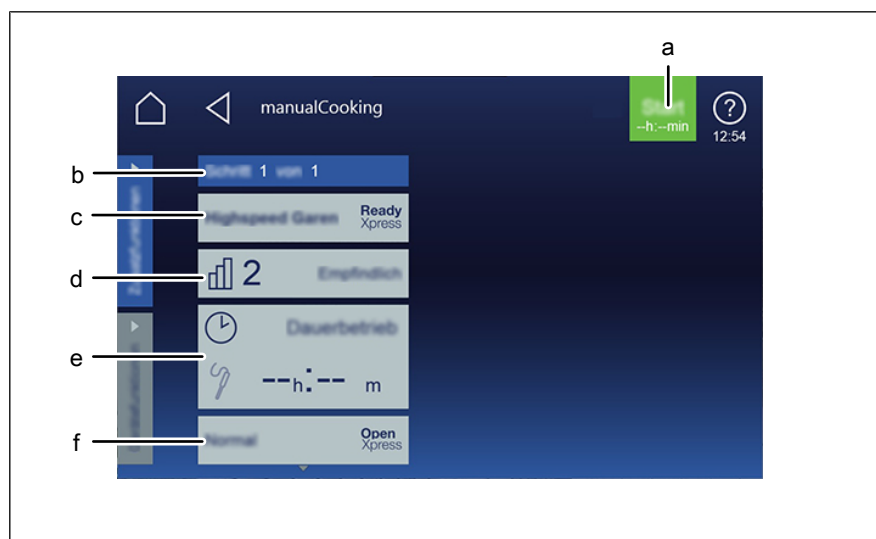 a
manualCooking
Start
--h:--min
?
12:54
b
Schritt 1 von 1
c
Highspeed Garen
Ready
Xpress
d
2 Empfindlich
Dauerbetrieb
e
--h:-- m
f
Normal
Open
Xpress